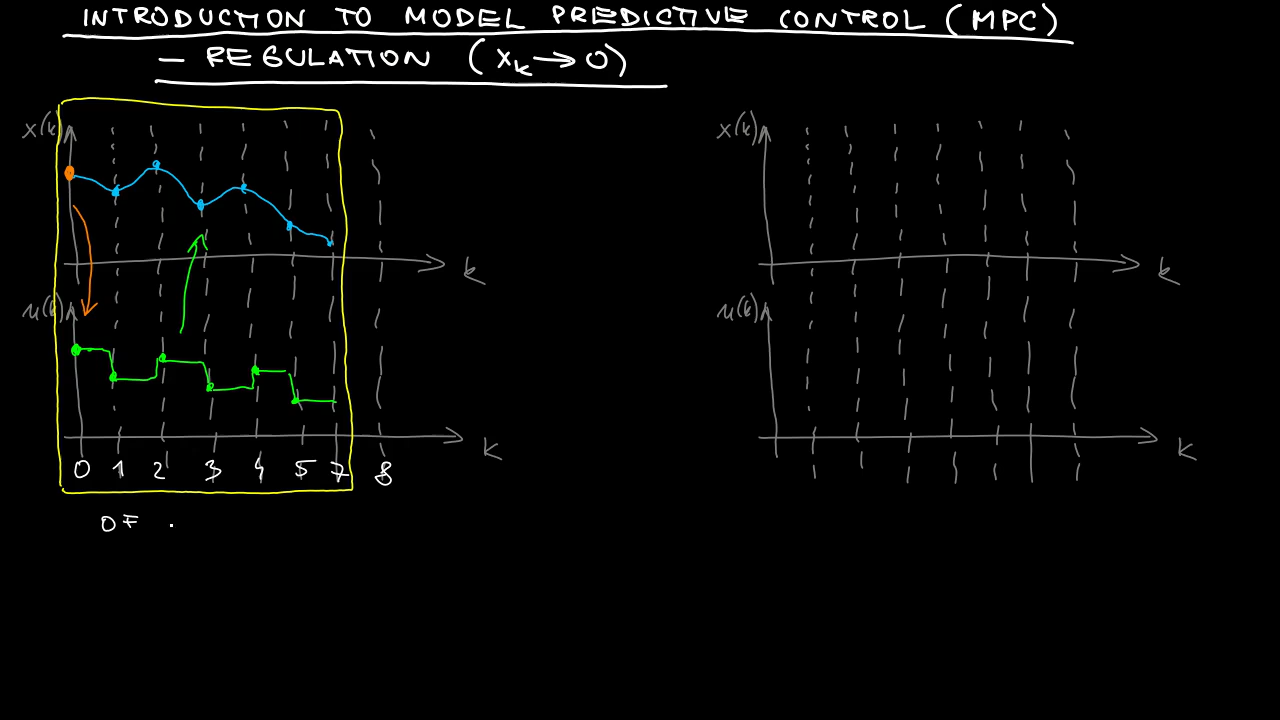 INTRODUCTION TO MODEL PREDICTIVE CONTROL (MPC)
— REGULATION (xₖ→0)
x(k)
k
u(k)
k
0 1 2 3 4 5 7 8
OF .
x(k)
k
u(k)
k